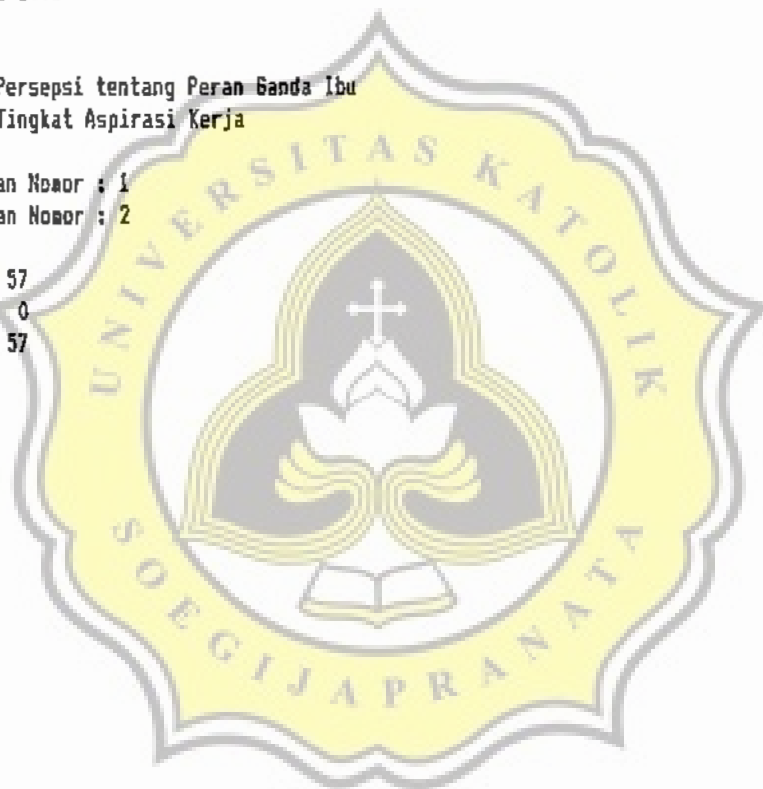 Persepsi tentang Peran Ganda Ibu
Tingkat Aspirasi Kerja
an Nomor : 1
an Nomor : 2
57
0
57
UNIVERSITAS KATOLIK
SOEGIJAPRANATA